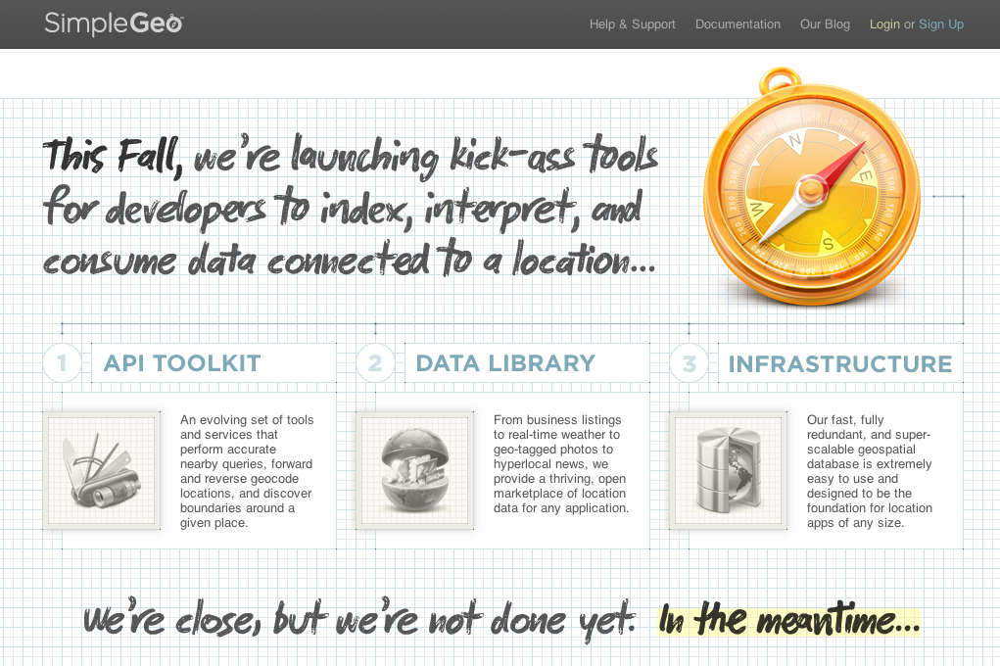 SimpleGeo
Help & Support Documentation Our Blog Login or Sign Up
This Fall, we're launching kick-ass tools
for developers to index, interpret, and
consume data connected to a location...
N
E
S
W
1 API TOOLKIT
An evolving set of tools
and services that
perform accurate
nearby queries, forward
and reverse geocode
locations, and discover
boundaries around a
given place.
2 DATA LIBRARY
From business listings
to real-time weather to
geo-tagged photos to
hyperlocal news, we
provide a thriving, open
marketplace of location
data for any application.
3 INFRASTRUCTURE
Our fast, fully
redundant, and super-
scalable geospatial
database is extremely
easy to use and
designed to be the
foundation for location
apps of any size.
We're close, but we're not done yet. In the meantime...